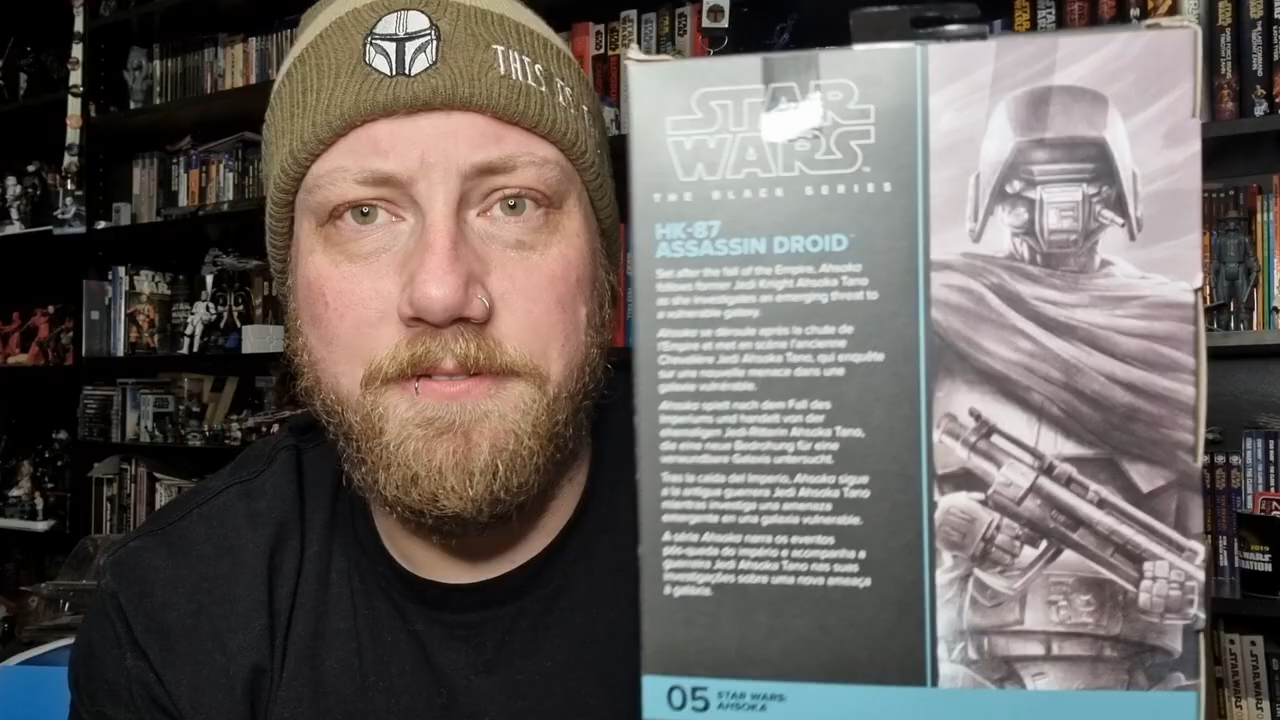 THIS IS T
STAR
WARS
THE BLACK SERIES
HK-87
ASSASSIN DROID™
Set after the fall of the Empire, Ahsoka
follows former Jedi Knight Ahsoka Tano
as she investigates an emerging threat to
a vulnerable galaxy.
Ahsoka se déroule après la chute de
l'Empire et met en scène l'ancienne
Chevalière Jedi Ahsoka Tano, qui enquête
sur une nouvelle menace dans une
galaxie vulnérable.
Ahsoka spielt nach dem Fall des
Imperiums und handelt von der
ehemaligen Jedi-Ritterin Ahsoka Tano,
die eine neue Bedrohung für eine
verwundbare Galaxis untersucht.
Tras la caída del Imperio, Ahsoka sigue
a la antigua guerrera Jedi Ahsoka Tano
mientras investiga una amenaza
emergente en una galaxia vulnerable.
A série Ahsoka narra os eventos
pós-queda do império e acompanha a
guerreira Jedi Ahsoka Tano nas suas
investigações sobre uma nova ameaça
à galáxia.
05 STAR WARS:
AHSOKA
2019